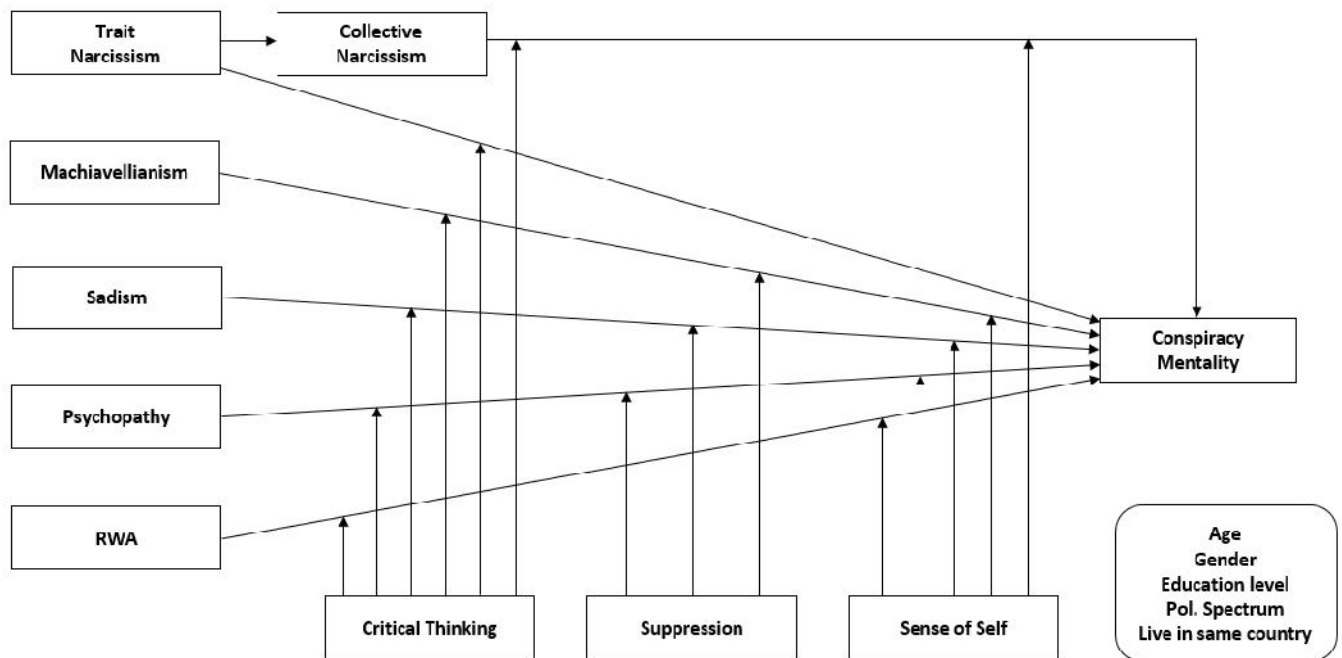 Trait
Narcissism
Collective
Narcissism
Machiavellianism
Sadism
Conspiracy
Mentality
Psychopathy
RWA
Critical Thinking
Suppression
Sense of Self
Age
Gender
Education level
Pol. Spectrum
Live in same country